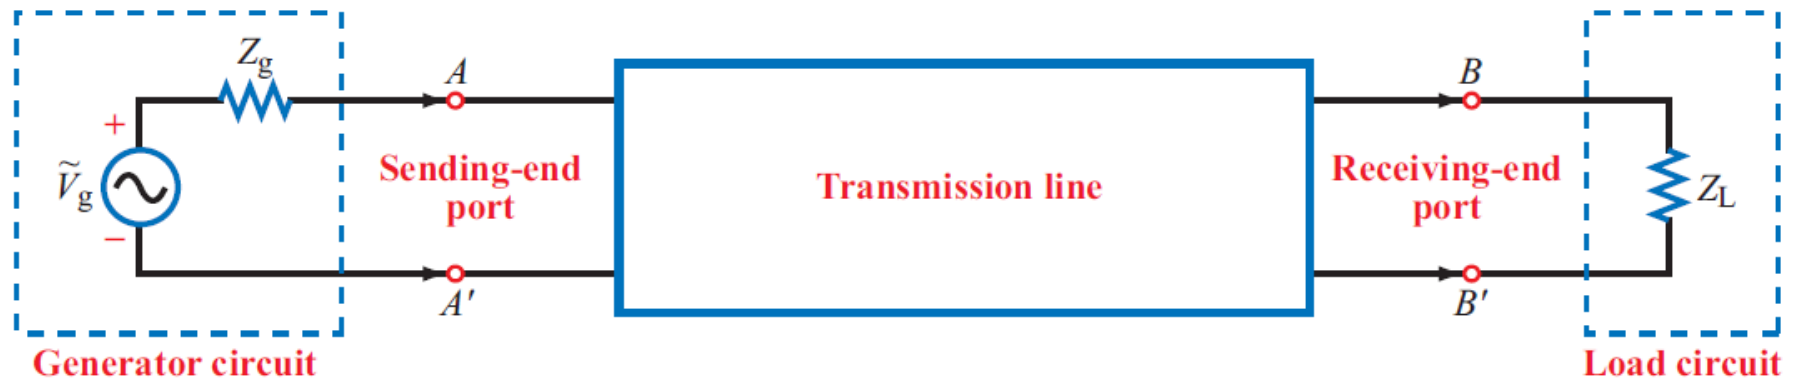 Z_g
A
B
+
Ṽ_g
−
Sending-end
port
Transmission line
Receiving-end
port
Z_L
A′
B′
Generator circuit
Load circuit